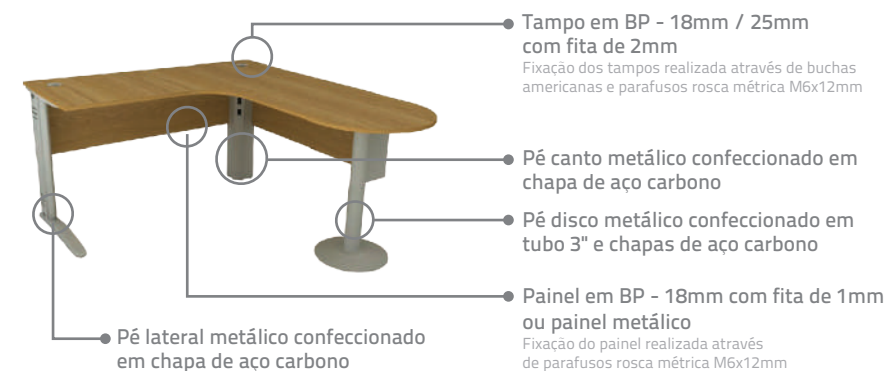 Tampo em BP - 18mm / 25mm
com fita de 2mm
Fixação dos tampos realizada através de buchas
americanas e parafusos rosca métrica M6x12mm
Pé canto metálico confeccionado em
chapa de aço carbono
Pé disco metálico confeccionado em
tubo 3" e chapas de aço carbono
Painel em BP - 18mm com fita de 1mm
ou painel metálico
Fixação do painel realizada através
de parafusos rosca métrica M6x12mm
Pé lateral metálico confeccionado
em chapa de aço carbono